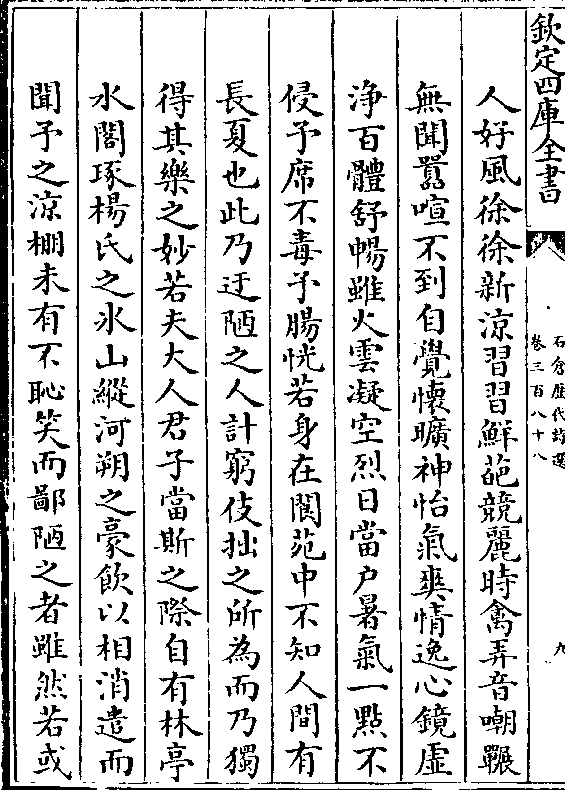 欽定四庫全書
石倉歷代詩選
卷三百八十八
九
人好風徐徐新涼習習鮮葩競麗時禽弄音嘲囀
無聞囂喧不到自覺懷曠神怡氣爽情逸心鏡虛
浄百體舒暢雖火雲凝空烈日當户暑氣一點不
侵予席不毒予腸恍若身在閬苑中不知人間有
長夏也此乃迂陋之人計窮伎拙之所為而乃獨
得其樂之妙若夫大人君子當斯之際自有林亭
水閣琢楊氏之氷山縱河朔之豪飲以相消遣而
聞予之涼棚未有不恥笑而鄙陋之者雖然若或